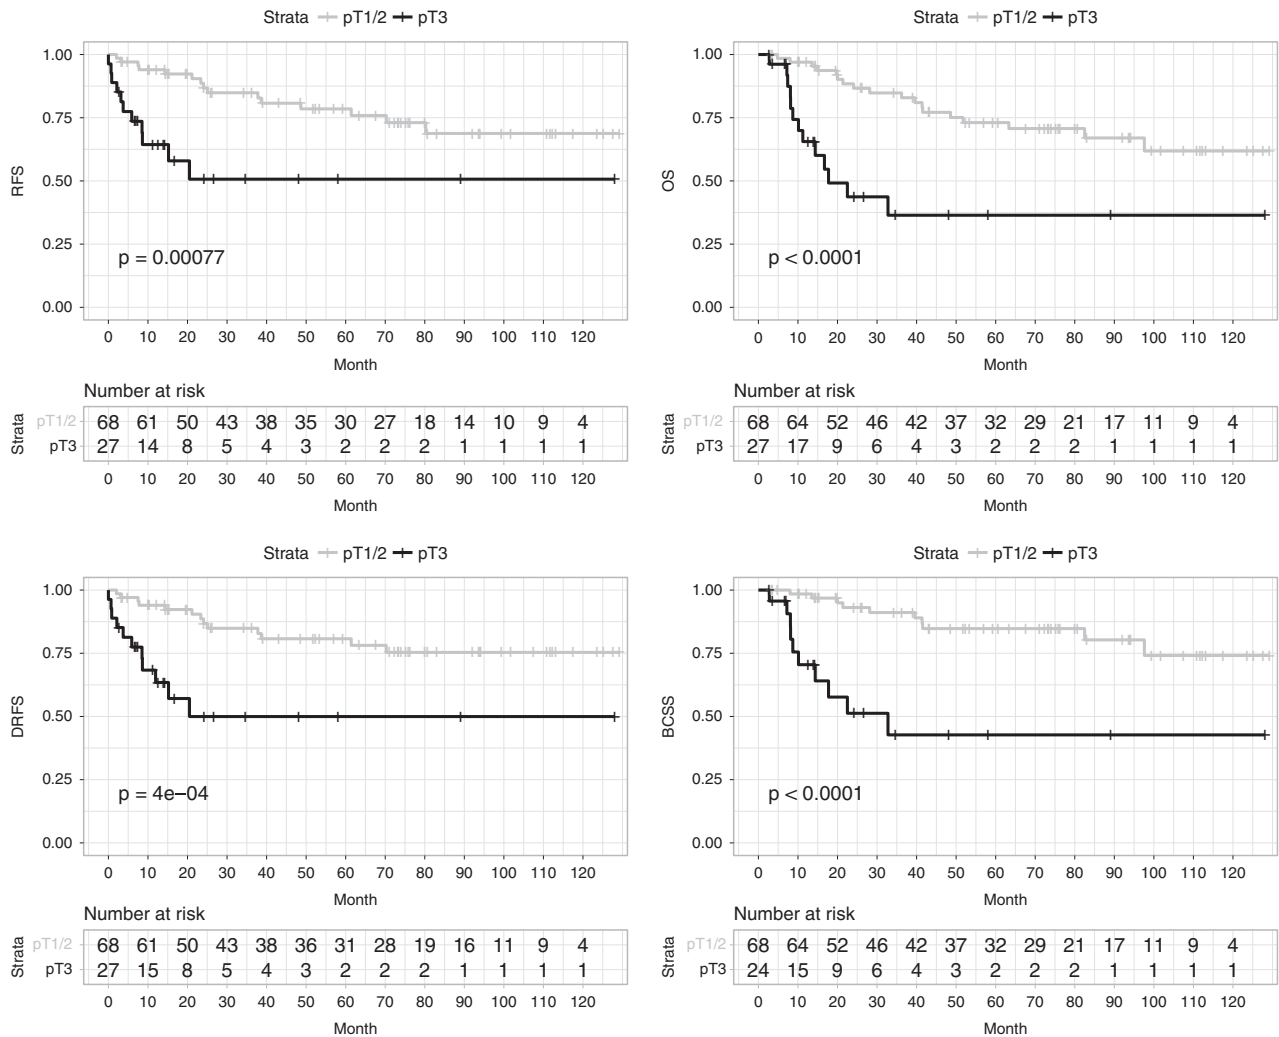 Strata pT1/2 pT3
RFS
1.00
0.75
0.50
0.25
0.00
p = 0.00077
0 10 20 30 40 50 60 70 80 90 100 110 120
Month
Number at risk
Strata
pT1/2 68 61 50 43 38 35 30 27 18 14 10 9 4
pT3 27 14 8 5 4 3 2 2 2 1 1 1 1
0 10 20 30 40 50 60 70 80 90 100 110 120
Month
Strata pT1/2 pT3
OS
1.00
0.75
0.50
0.25
0.00
p < 0.0001
0 10 20 30 40 50 60 70 80 90 100 110 120
Month
Number at risk
Strata
pT1/2 68 64 52 46 42 37 32 29 21 17 11 9 4
pT3 27 17 9 6 4 3 2 2 2 1 1 1 1
0 10 20 30 40 50 60 70 80 90 100 110 120
Month
Strata pT1/2 pT3
DRFS
1.00
0.75
0.50
0.25
0.00
p = 4e−04
0 10 20 30 40 50 60 70 80 90 100 110 120
Month
Number at risk
Strata
pT1/2 68 61 50 43 38 36 31 28 19 16 11 9 4
pT3 27 15 8 5 4 3 2 2 2 1 1 1 1
0 10 20 30 40 50 60 70 80 90 100 110 120
Month
Strata pT1/2 pT3
BCSS
1.00
0.75
0.50
0.25
0.00
p < 0.0001
0 10 20 30 40 50 60 70 80 90 100 110 120
Month
Number at risk
Strata
pT1/2 68 64 52 46 42 37 32 29 21 17 11 9 4
pT3 24 15 9 6 4 3 2 2 2 1 1 1 1
0 10 20 30 40 50 60 70 80 90 100 110 120
Month